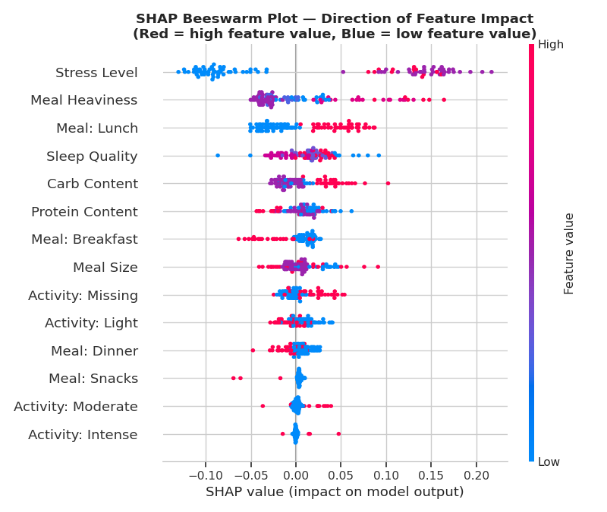 SHAP Beeswarm Plot — Direction of Feature Impact
(Red = high feature value, Blue = low feature value)
High
Stress Level
Meal Heaviness
Meal: Lunch
Sleep Quality
Carb Content
Protein Content
Meal: Breakfast
Meal Size
Activity: Missing
Activity: Light
Meal: Dinner
Meal: Snacks
Activity: Moderate
Activity: Intense
Feature value
Low
−0.10 −0.05 0.00 0.05 0.10 0.15 0.20
SHAP value (impact on model output)